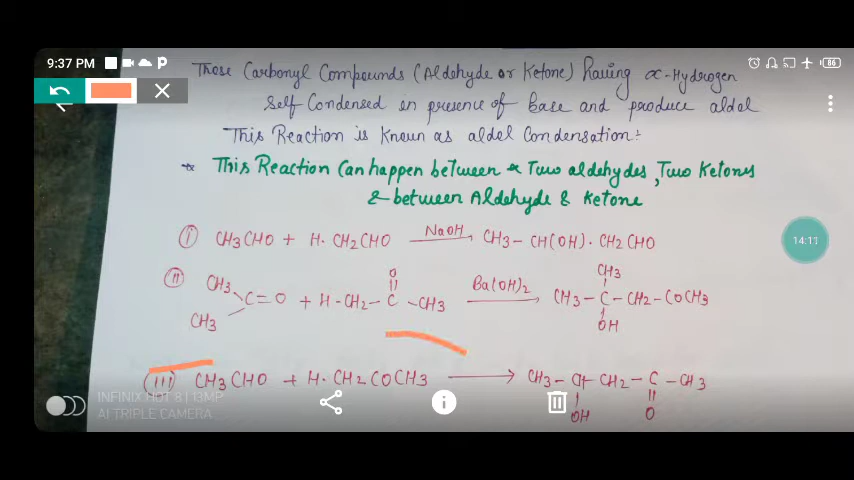 9:37 PM
86
Those Carbonyl Compounds (Aldehyde or Ketone) having α-Hydrogen
Self Condensed in presence of base and produce aldol
This Reaction is Known as aldol Condensation:
This Reaction Can happen between Two aldehydes, Two Ketones
& between Aldehyde & Ketone
(I) CH3CHO + H·CH2CHO NaOH CH3–CH(OH)·CH2CHO
14:11
(II) CH3 CH3 C=O + H–CH2–C(=O)–CH3 Ba(OH)2 CH3–C(CH3)(OH)–CH2–COCH3
(III) CH3CHO + H·CH2COCH3 → CH3–CH(OH)–CH2–C(=O)–CH3
INFINIX HOT 8 | 13MP
AI TRIPLE CAMERA